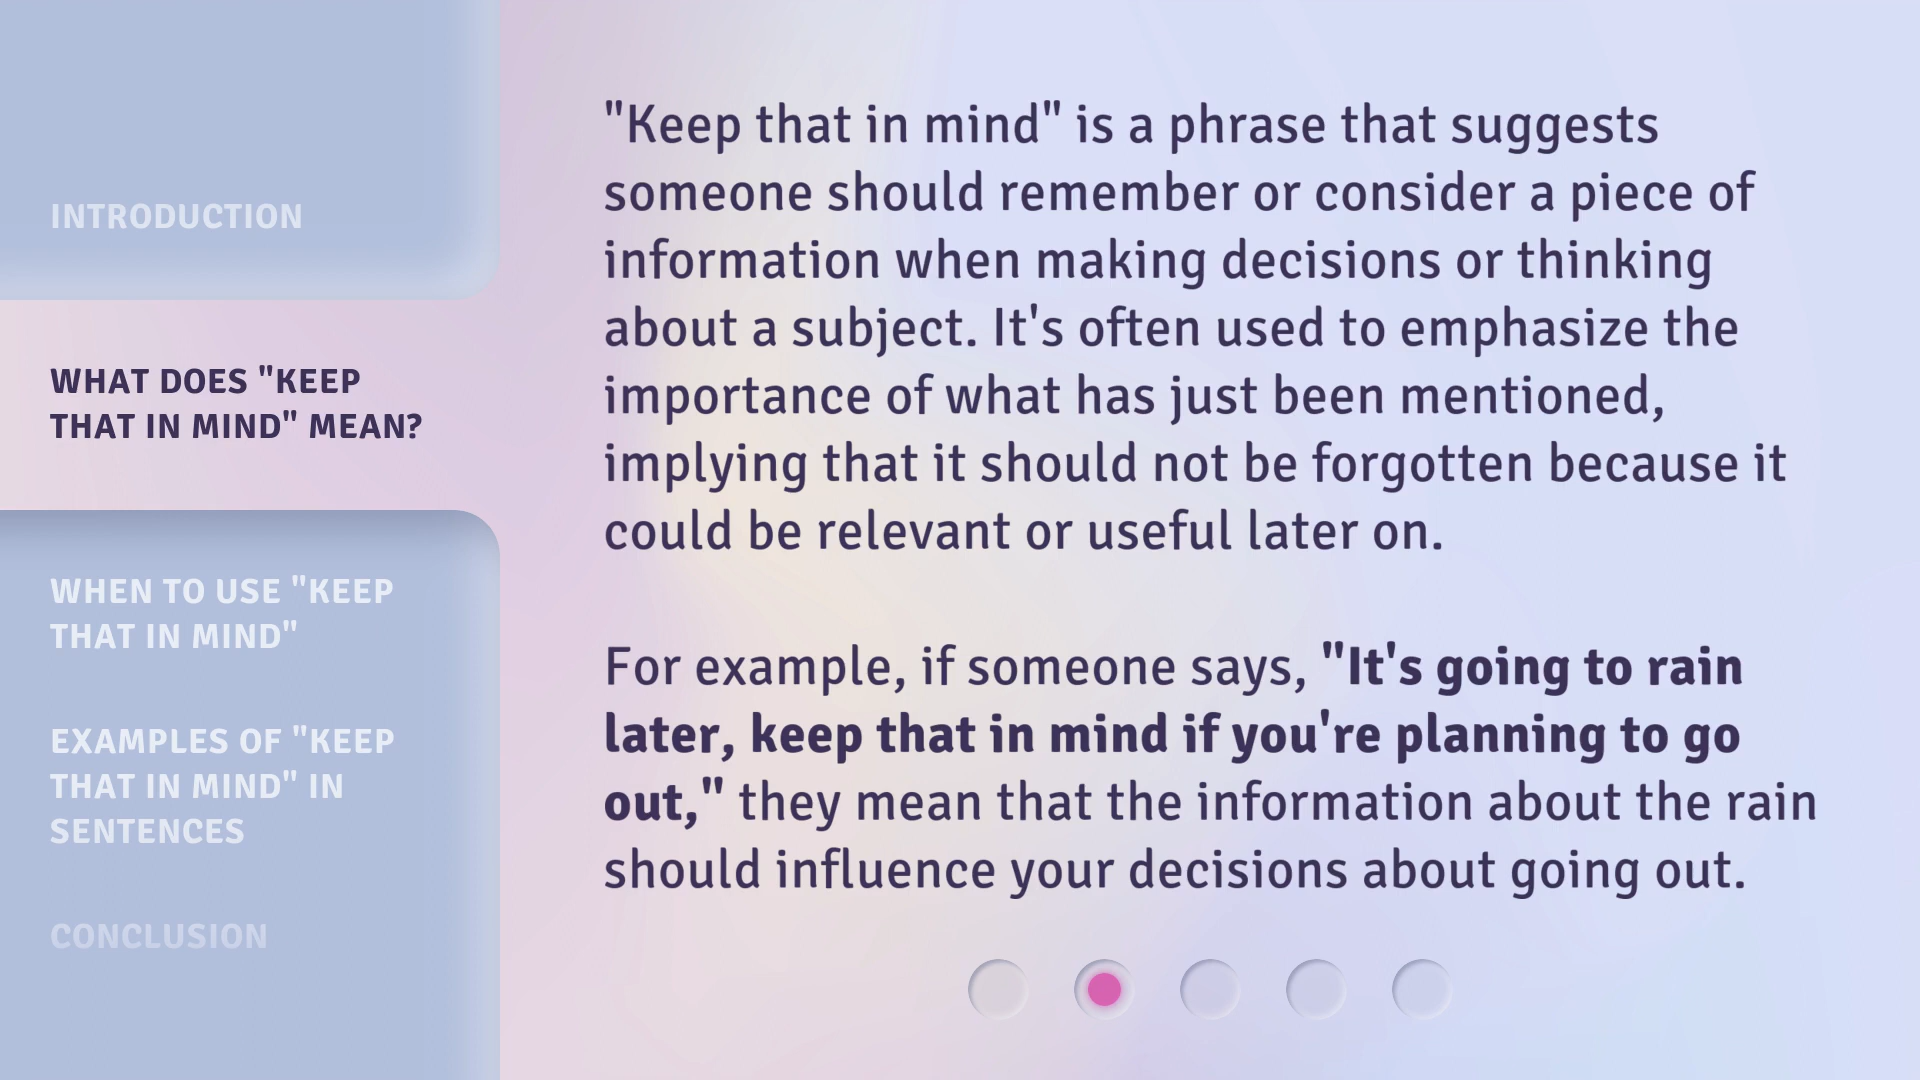 INTRODUCTION
WHAT DOES "KEEP
THAT IN MIND" MEAN?
WHEN TO USE "KEEP
THAT IN MIND"
EXAMPLES OF "KEEP
THAT IN MIND" IN
SENTENCES
CONCLUSION
"Keep that in mind" is a phrase that suggests
someone should remember or consider a piece of
information when making decisions or thinking
about a subject. It's often used to emphasize the
importance of what has just been mentioned,
implying that it should not be forgotten because it
could be relevant or useful later on.
For example, if someone says, "It's going to rain
later, keep that in mind if you're planning to go
out," they mean that the information about the rain
should influence your decisions about going out.